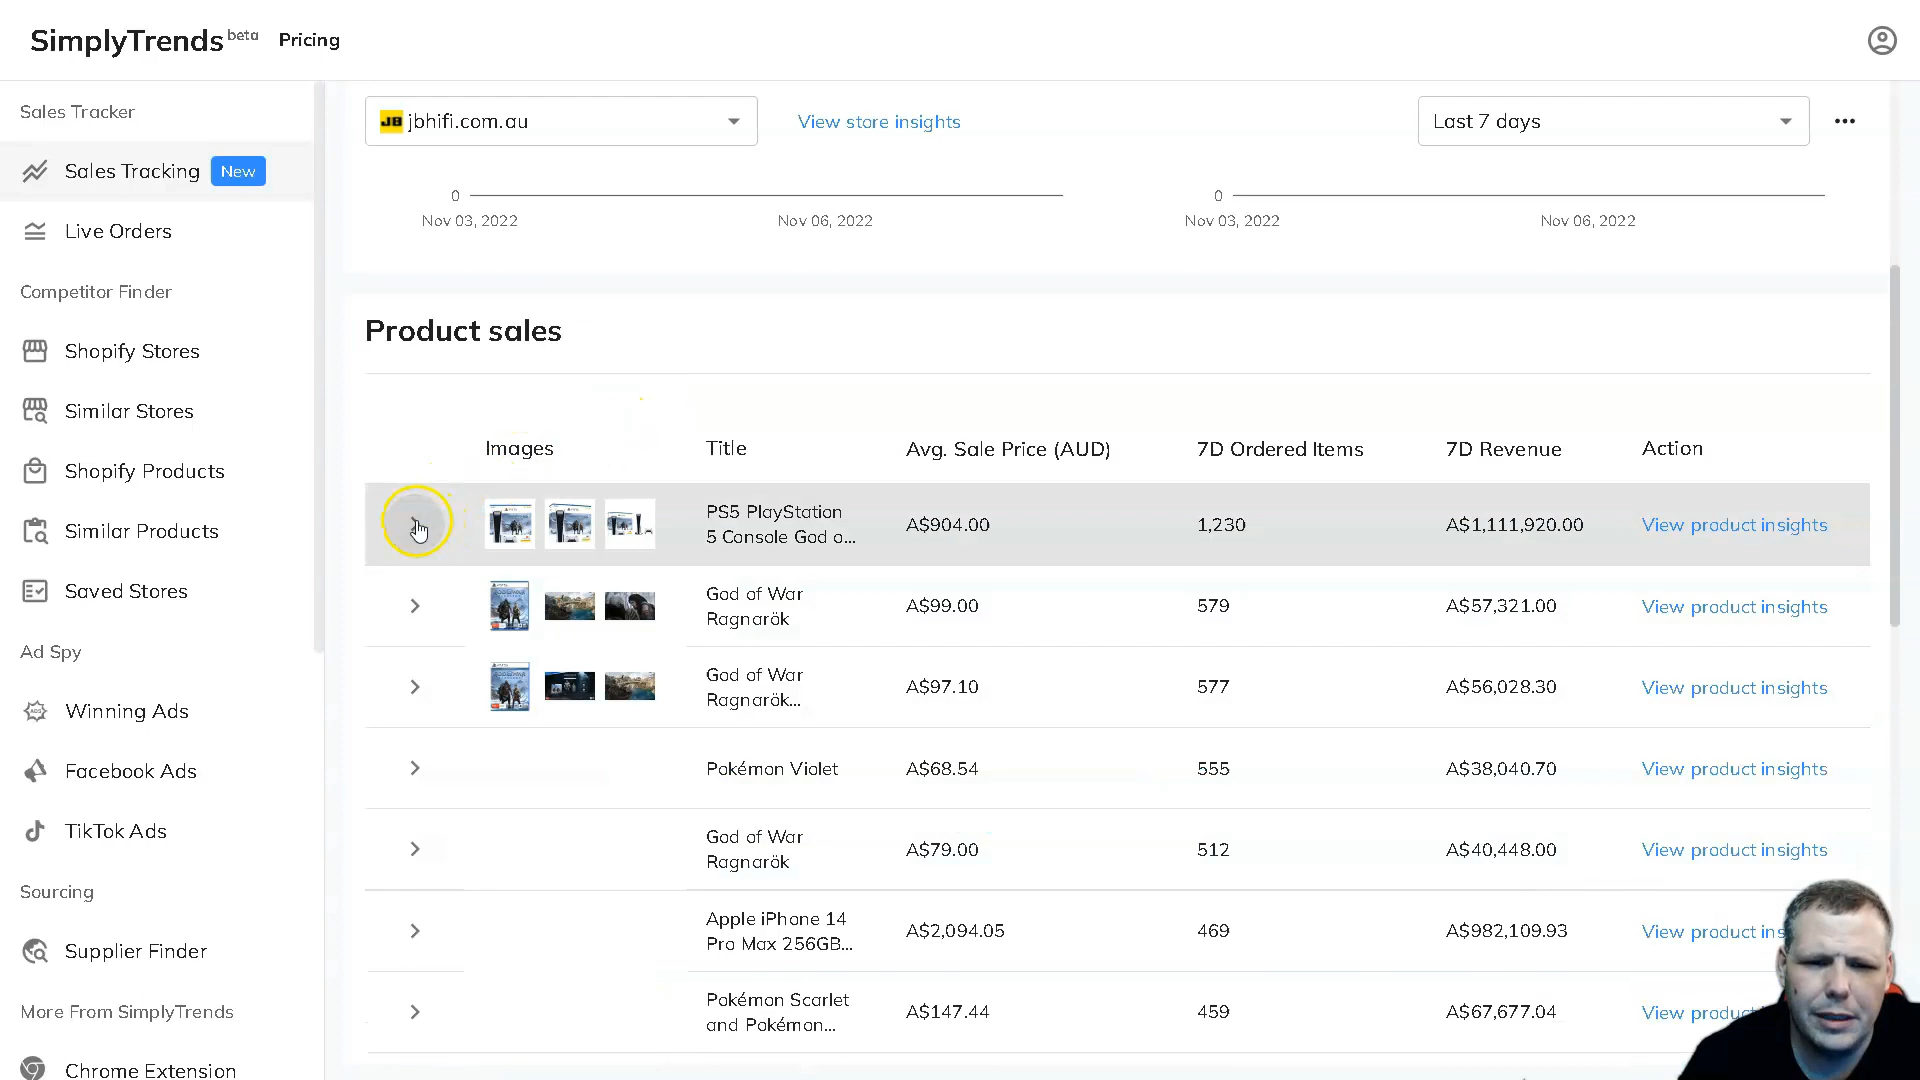 SimplyTrends beta Pricing
Sales Tracker
Sales Tracking New
Live Orders
Competitor Finder
Shopify Stores
Similar Stores
Shopify Products
Similar Products
Saved Stores
Ad Spy
Winning Ads
Facebook Ads
TikTok Ads
Sourcing
Supplier Finder
More From SimplyTrends
Chrome Extension
JB jbhifi.com.au View store insights Last 7 days
0 0
Nov 03, 2022 Nov 06, 2022 Nov 03, 2022 Nov 06, 2022
Product sales
Images Title Avg. Sale Price (AUD) 7D Ordered Items 7D Revenue Action
PS5 PlayStation
5 Console God o... A$904.00 1,230 A$1,111,920.00 View product insights
God of War
Ragnarök A$99.00 579 A$57,321.00 View product insights
God of War
Ragnarök... A$97.10 577 A$56,028.30 View product insights
Pokémon Violet A$68.54 555 A$38,040.70 View product insights
God of War
Ragnarök A$79.00 512 A$40,448.00 View product insights
Apple iPhone 14
Pro Max 256GB... A$2,094.05 469 A$982,109.93 View product ins
Pokémon Scarlet
and Pokémon... A$147.44 459 A$67,677.04 View product